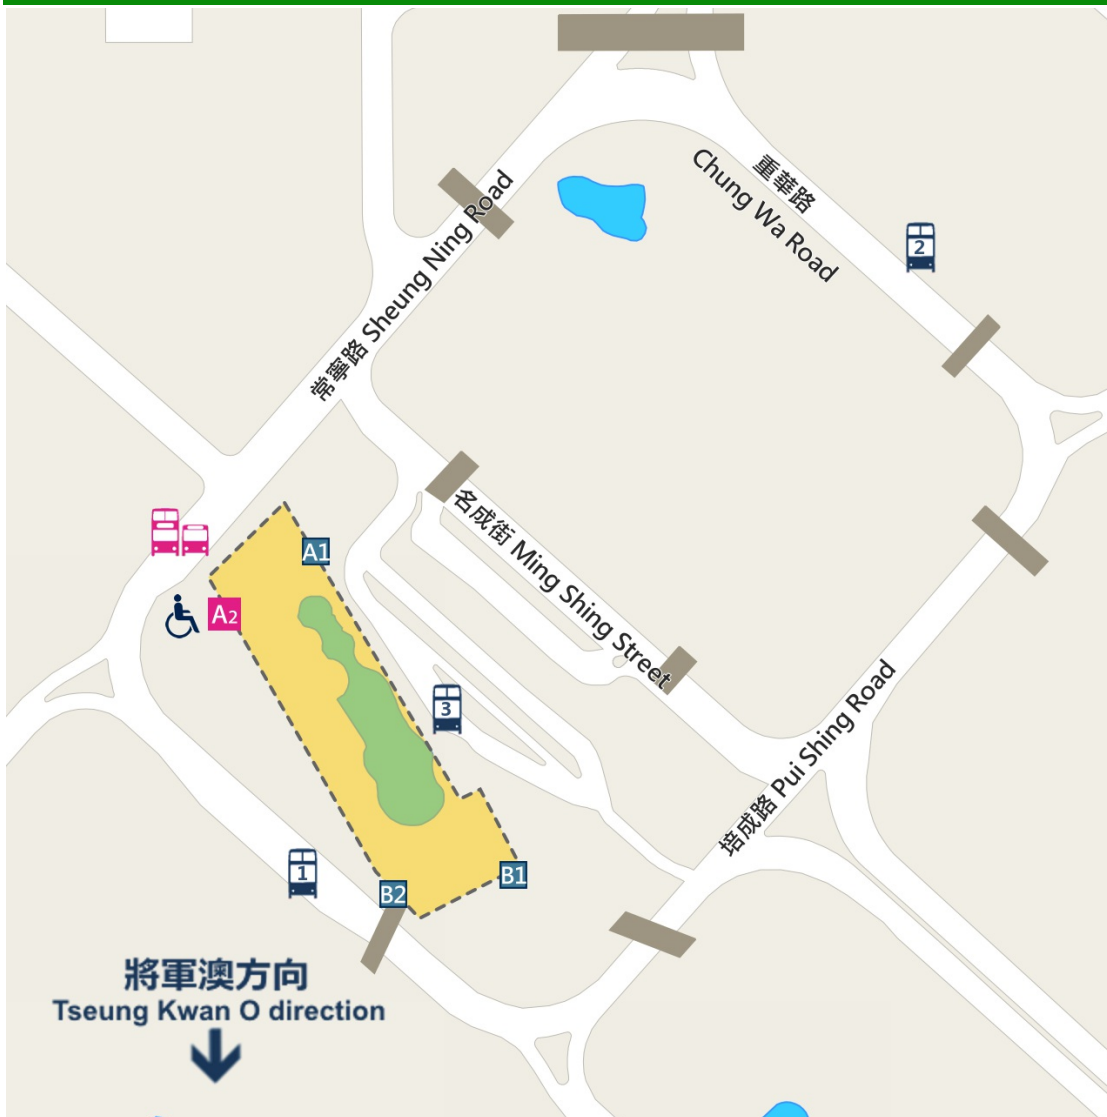 重華路
Chung Wa Road
2
常寧路 Sheung Ning Road
名成街 Ming Shing Street
A1
A2
3
培成路 Pui Shing Road
1
B2
B1
將軍澳方向
Tseung Kwan O direction